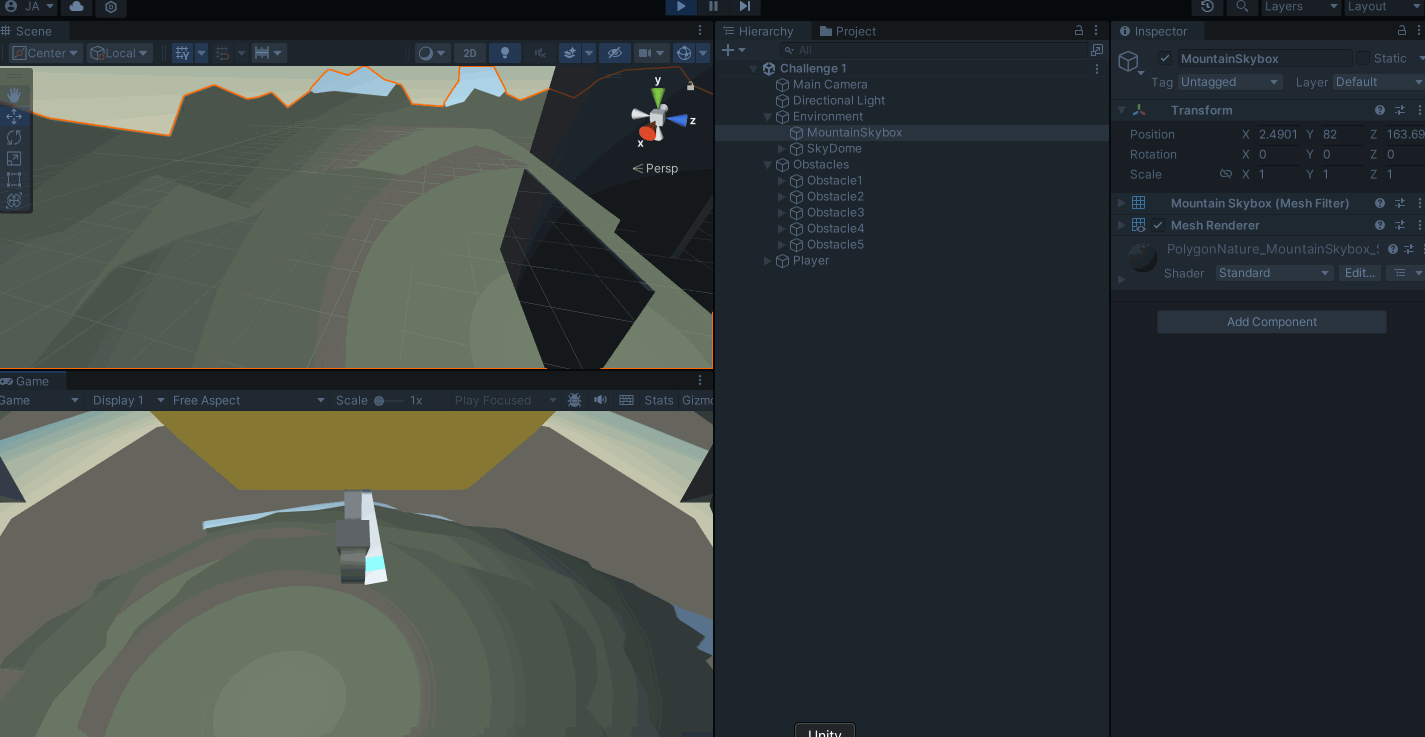 JA
Layers
Layout
Scene
Hierarchy
Project
Inspector
Center
Local
2D
All
MountainSkybox
Static
Tag Untagged
Layer Default
Challenge 1
Main Camera
Directional Light
Environment
MountainSkybox
SkyDome
Obstacles
Obstacle1
Obstacle2
Obstacle3
Obstacle4
Obstacle5
Player
y
z
x
Persp
Transform
Position X 2.4901 Y 82 Z 163.69
Rotation X 0 Y 0 Z 0
Scale X 1 Y 1 Z 1
Mountain Skybox (Mesh Filter)
Mesh Renderer
PolygonNature_MountainSkybox_
Shader Standard Edit...
Add Component
Game
Game Display 1 Free Aspect Scale 1x Play Focused Stats Gizmo
Unity